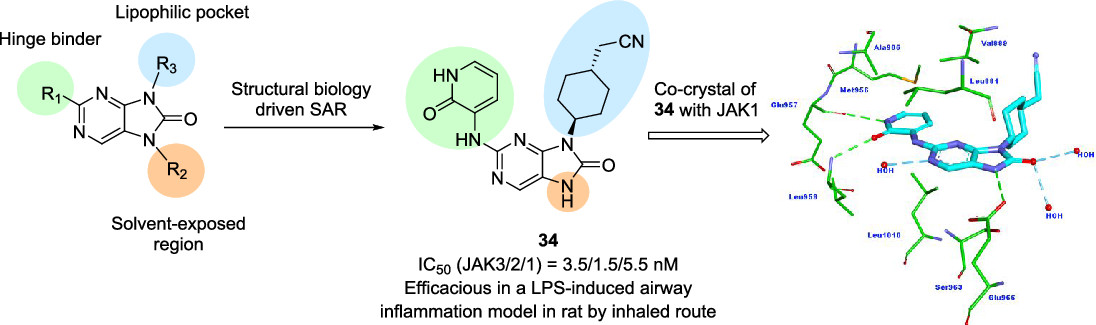 Lipophilic pocket
Hinge binder
R1
R3
N
N
N
N
O
R2
Solvent-exposed
region
Structural biology
driven SAR
HN
O
HN
CN
N
N
N
N
H
O
34
IC50 (JAK3/2/1) = 3.5/1.5/5.5 nM
Efficacious in a LPS-induced airway
inflammation model in rat by inhaled route
Co-crystal of
34 with JAK1
Ala906
Val889
Leu881
Met956
Glu957
HOH
HOH
HOH
Leu959
Leu1010
Ser963
Glu966